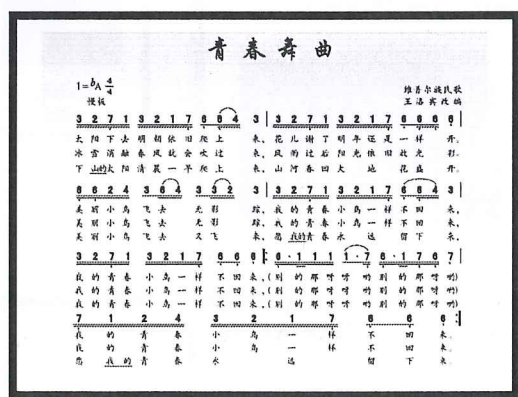 青春舞曲
1=bA 4/4
慢板
维吾尔族民歌
王洛宾改编
3 2 1 7 3 2 1 7 6 6 4 3 | 3 2 1 7 3 2 1 7 6 6 6 6 |
太阳下去明朝依旧爬上来，花儿谢了明年还是一样开。
冰雪消融春风就会吹过来，风雨过后阳光依旧放光彩。
下山的太阳清晨一早爬上来，山河春回大地花盛开。
6 6 2 4 3 6 4 3 3 2 3 | 3 2 1 7 3 2 1 7 6 6 6 |
美丽小鸟飞去无影踪，我的青春小鸟一样不回来，
美丽小鸟飞去无影踪，我的青春小鸟一样不回来，
美丽小鸟飞去又飞来，愿我的青春永远留下来，
3 2 1 7 3 2 1 7 6 6 6 :| 6· 1 1 1 1· 7 | 6· 1 7 6 7 |
我的青春小鸟一样不回来，(别的那呀哟别的那呀哟)
我的青春小鸟一样不回来，(别的那呀哟别的那呀哟)
我的青春小鸟一样不回来，(别的那呀哟别的那呀哟)
7 1 2 4 3 2 1 7 6 6 6 :|
我的青春小鸟一样不回来。
我的青春小鸟一样不回来。
愿我的青春永远留下来。